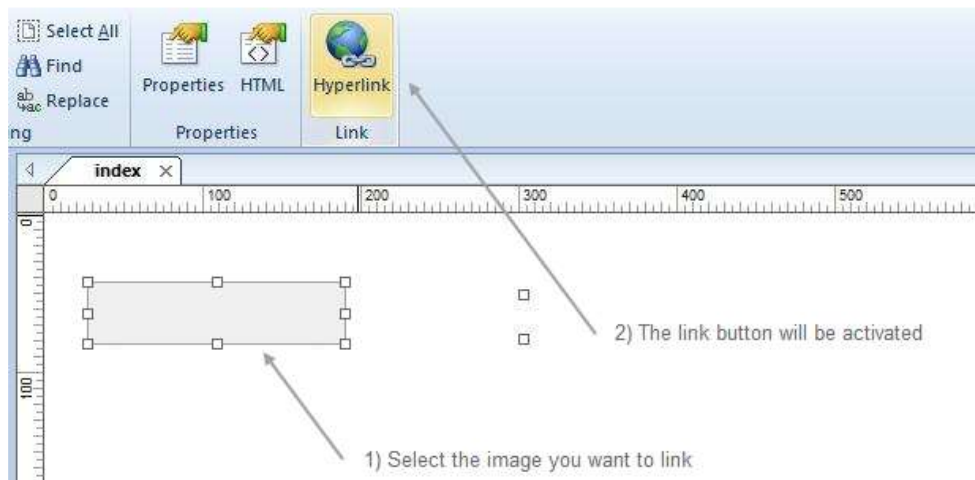 Select All
Find
Replace
ng
Properties
HTML
Properties
Hyperlink
Link
index
0 100 200 300 400 500
0
100
2) The link button will be activated
1) Select the image you want to link